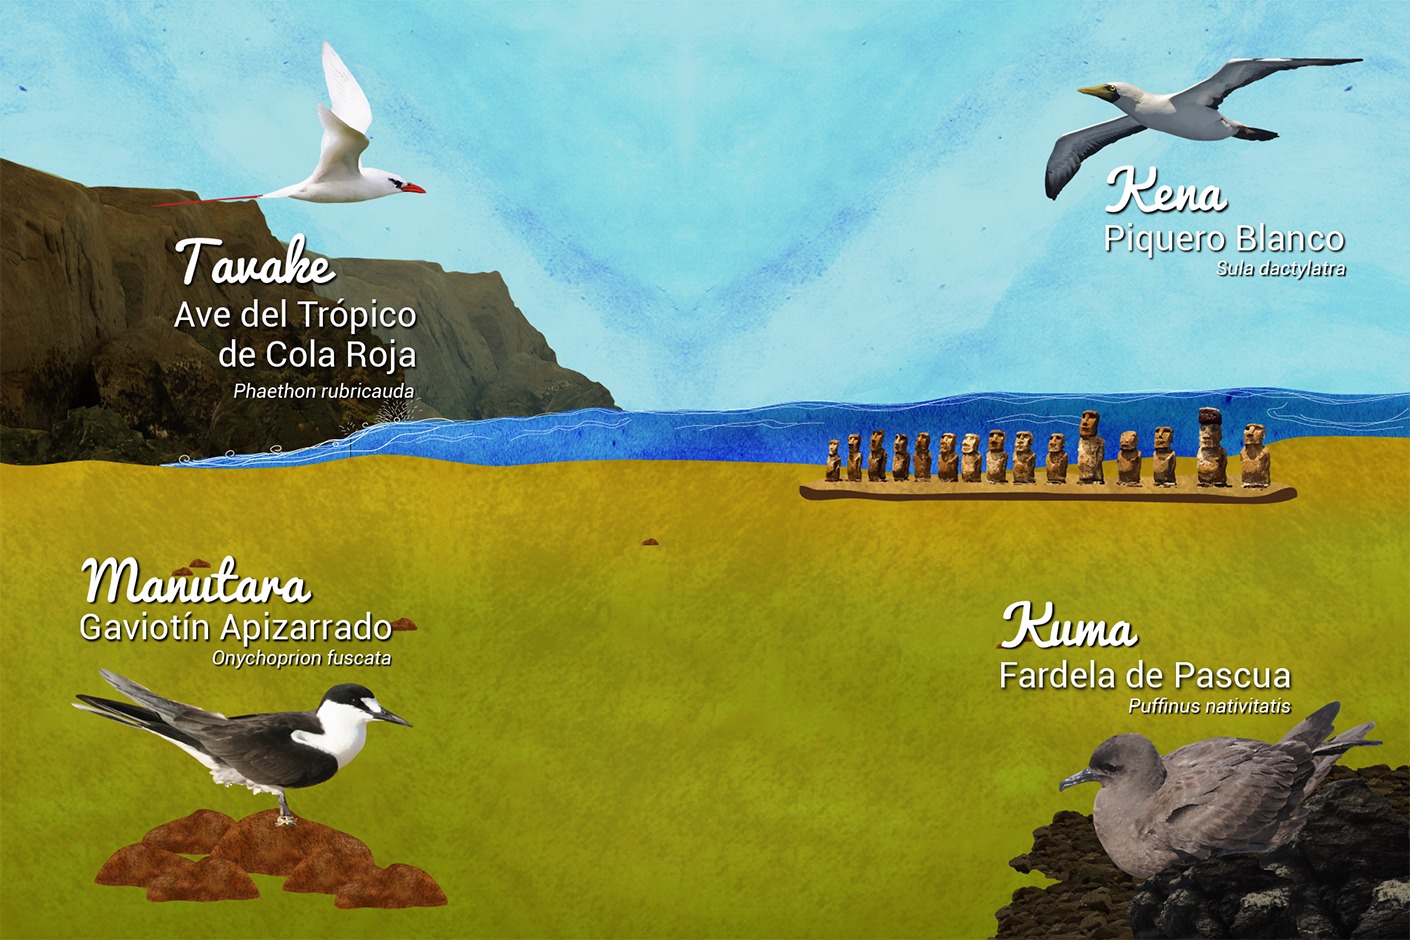 Tavake
Ave del Trópico
de Cola Roja
Phaethon rubricauda
Kena
Piquero Blanco
Sula dactylatra
Manutara
Gaviotín Apizarrado
Onychoprion fuscata
Kuma
Fardela de Pascua
Puffinus nativitatis